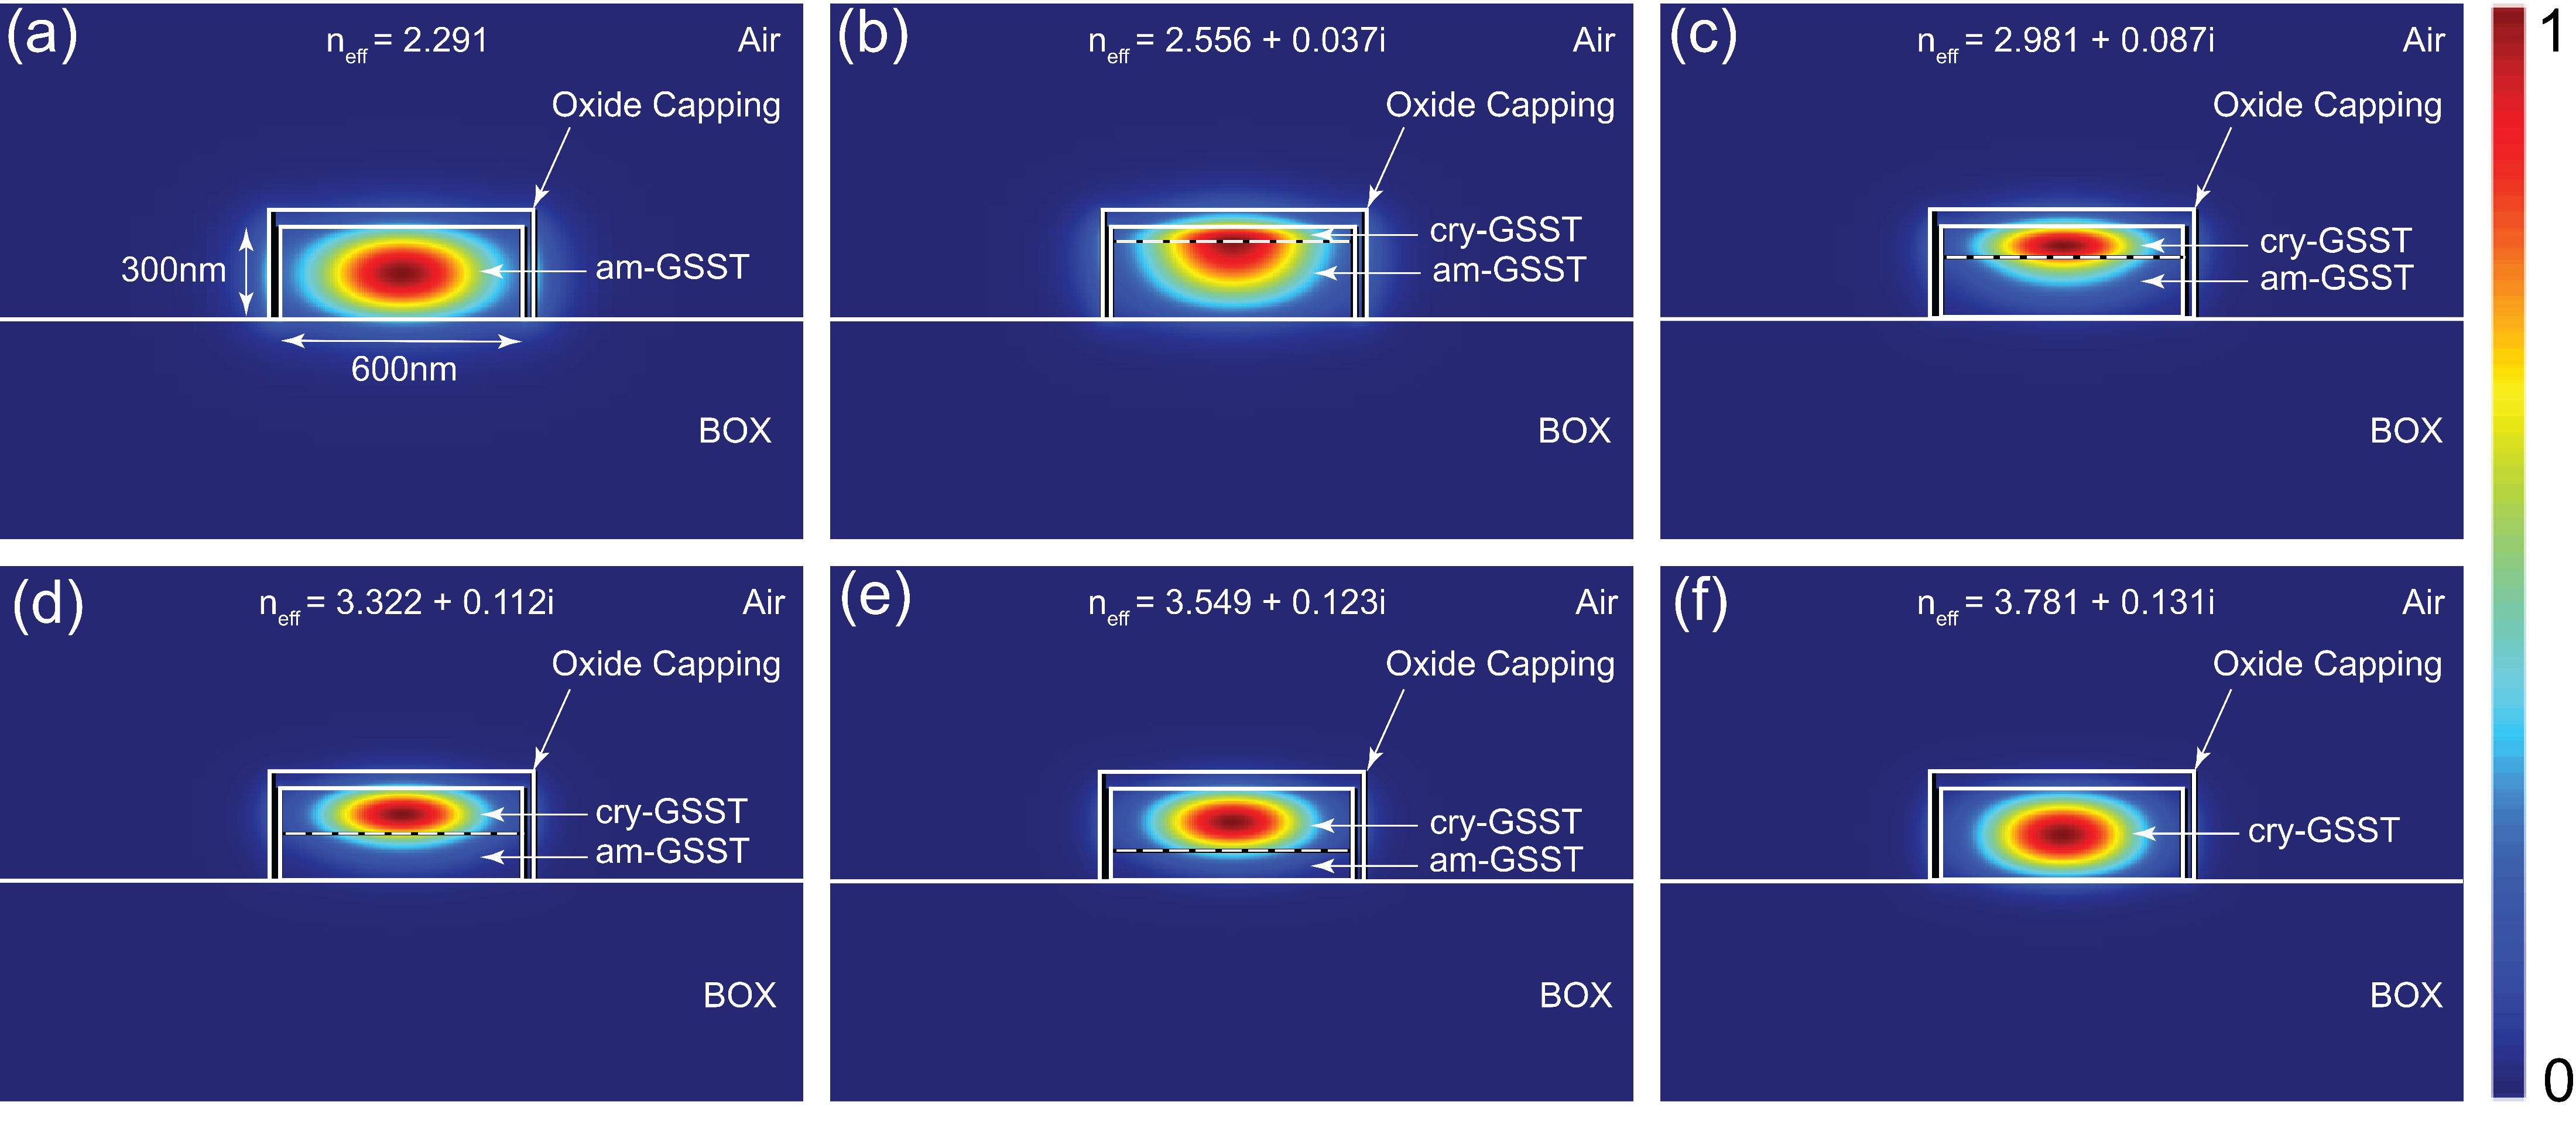 (a)
n_eff = 2.291
Air
Oxide Capping
300nm
am-GSST
600nm
BOX
(b)
n_eff = 2.556 + 0.037i
Air
Oxide Capping
cry-GSST
am-GSST
BOX
(c)
n_eff = 2.981 + 0.087i
Air
Oxide Capping
cry-GSST
am-GSST
BOX
1
(d)
n_eff = 3.322 + 0.112i
Air
Oxide Capping
cry-GSST
am-GSST
BOX
(e)
n_eff = 3.549 + 0.123i
Air
Oxide Capping
cry-GSST
am-GSST
BOX
(f)
n_eff = 3.781 + 0.131i
Air
Oxide Capping
cry-GSST
BOX
0